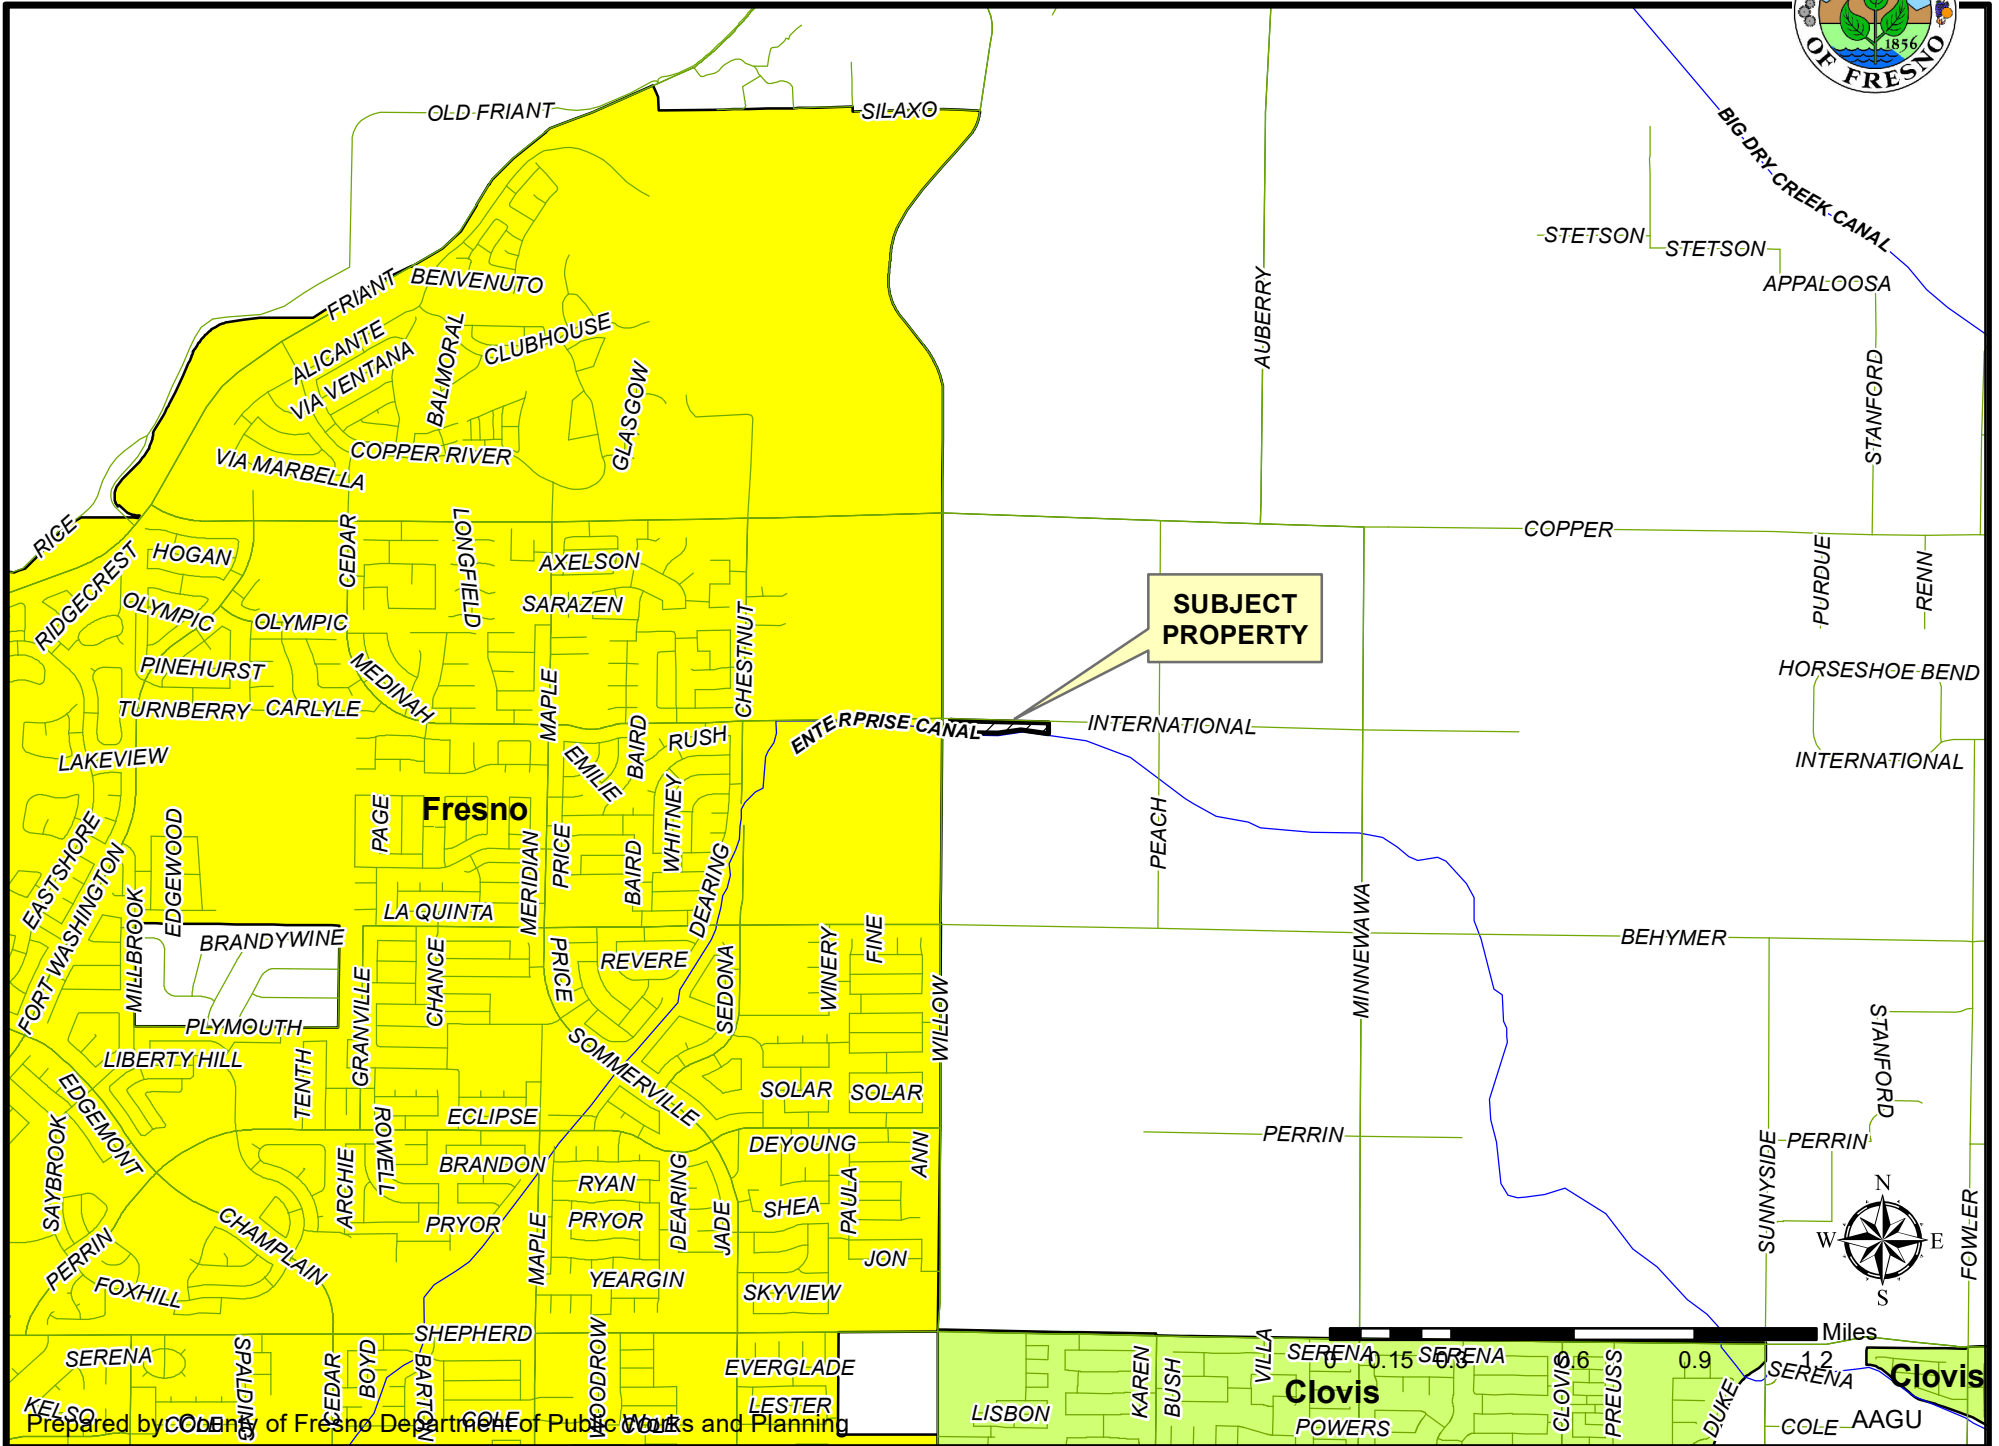 1856
OF FRESNO
OLD FRIANT
SILAXO
BIG DRY CREEK CANAL
STETSON
STETSON
APPALOOSA
FRIANT
BENVENUTO
AUBERRY
ALICANTE
VIA VENTANA
BALMORAL
CLUBHOUSE
GLASGOW
STANFORD
VIA MARBELLA
COPPER RIVER
RICE
HOGAN
CEDAR
LONGFIELD
AXELSON
COPPER
PURDUE
RENN
RIDGECREST
OLYMPIC
OLYMPIC
SARAZEN
CHESTNUT
SUBJECT
PROPERTY
PINEHURST
MEDINAH
MAPLE
HORSESHOE BEND
TURNBERRY
CARLYLE
BAIRD
RUSH
ENTERPRISE CANAL
INTERNATIONAL
LAKEVIEW
EMILIE
INTERNATIONAL
EASTSHORE
FORT WASHINGTON
EDGEWOOD
PAGE
Fresno
MERIDIAN
PRICE
BAIRD
WHITNEY
DEARING
PEACH
MILLBROOK
LA QUINTA
MINNEWAWA
BRANDYWINE
CHANCE
PRICE
REVERE
SEDONA
WINERY
FINE
BEHYMER
PLYMOUTH
GRANVILLE
WILLOW
STANFORD
LIBERTY HILL
TENTH
SOMMERVILLE
SOLAR
SOLAR
EDGEMONT
ROWELL
ECLIPSE
PERRIN
PERRIN
SAYBROOK
ARCHIE
BRANDON
DEYOUNG
ANN
SUNNYSIDE
RYAN
DEARING
PAULA
N
PERRIN
CHAMPLAIN
PRYOR
MAPLE
PRYOR
JADE
SHEA
W
E
FOWLER
FOXHILL
YEARGIN
JON
SKYVIEW
S
SHEPHERD
Miles
SERENA
SPALDING
CEDAR
BOYD
BARTON
WOODROW
EVERGLADE
KAREN
BUSH
VILLA
SERENA
SERENA
0
0.15
0.3
0.6
0.9
1.2
CLOVIS
PREUSS
SERENA
Clovis
Clovis
KELSO
LESTER
LISBON
POWERS
DUKE
COLE
COLE
COLE
COLE
AAGU
Prepared by: County of Fresno Department of Public Works and Planning